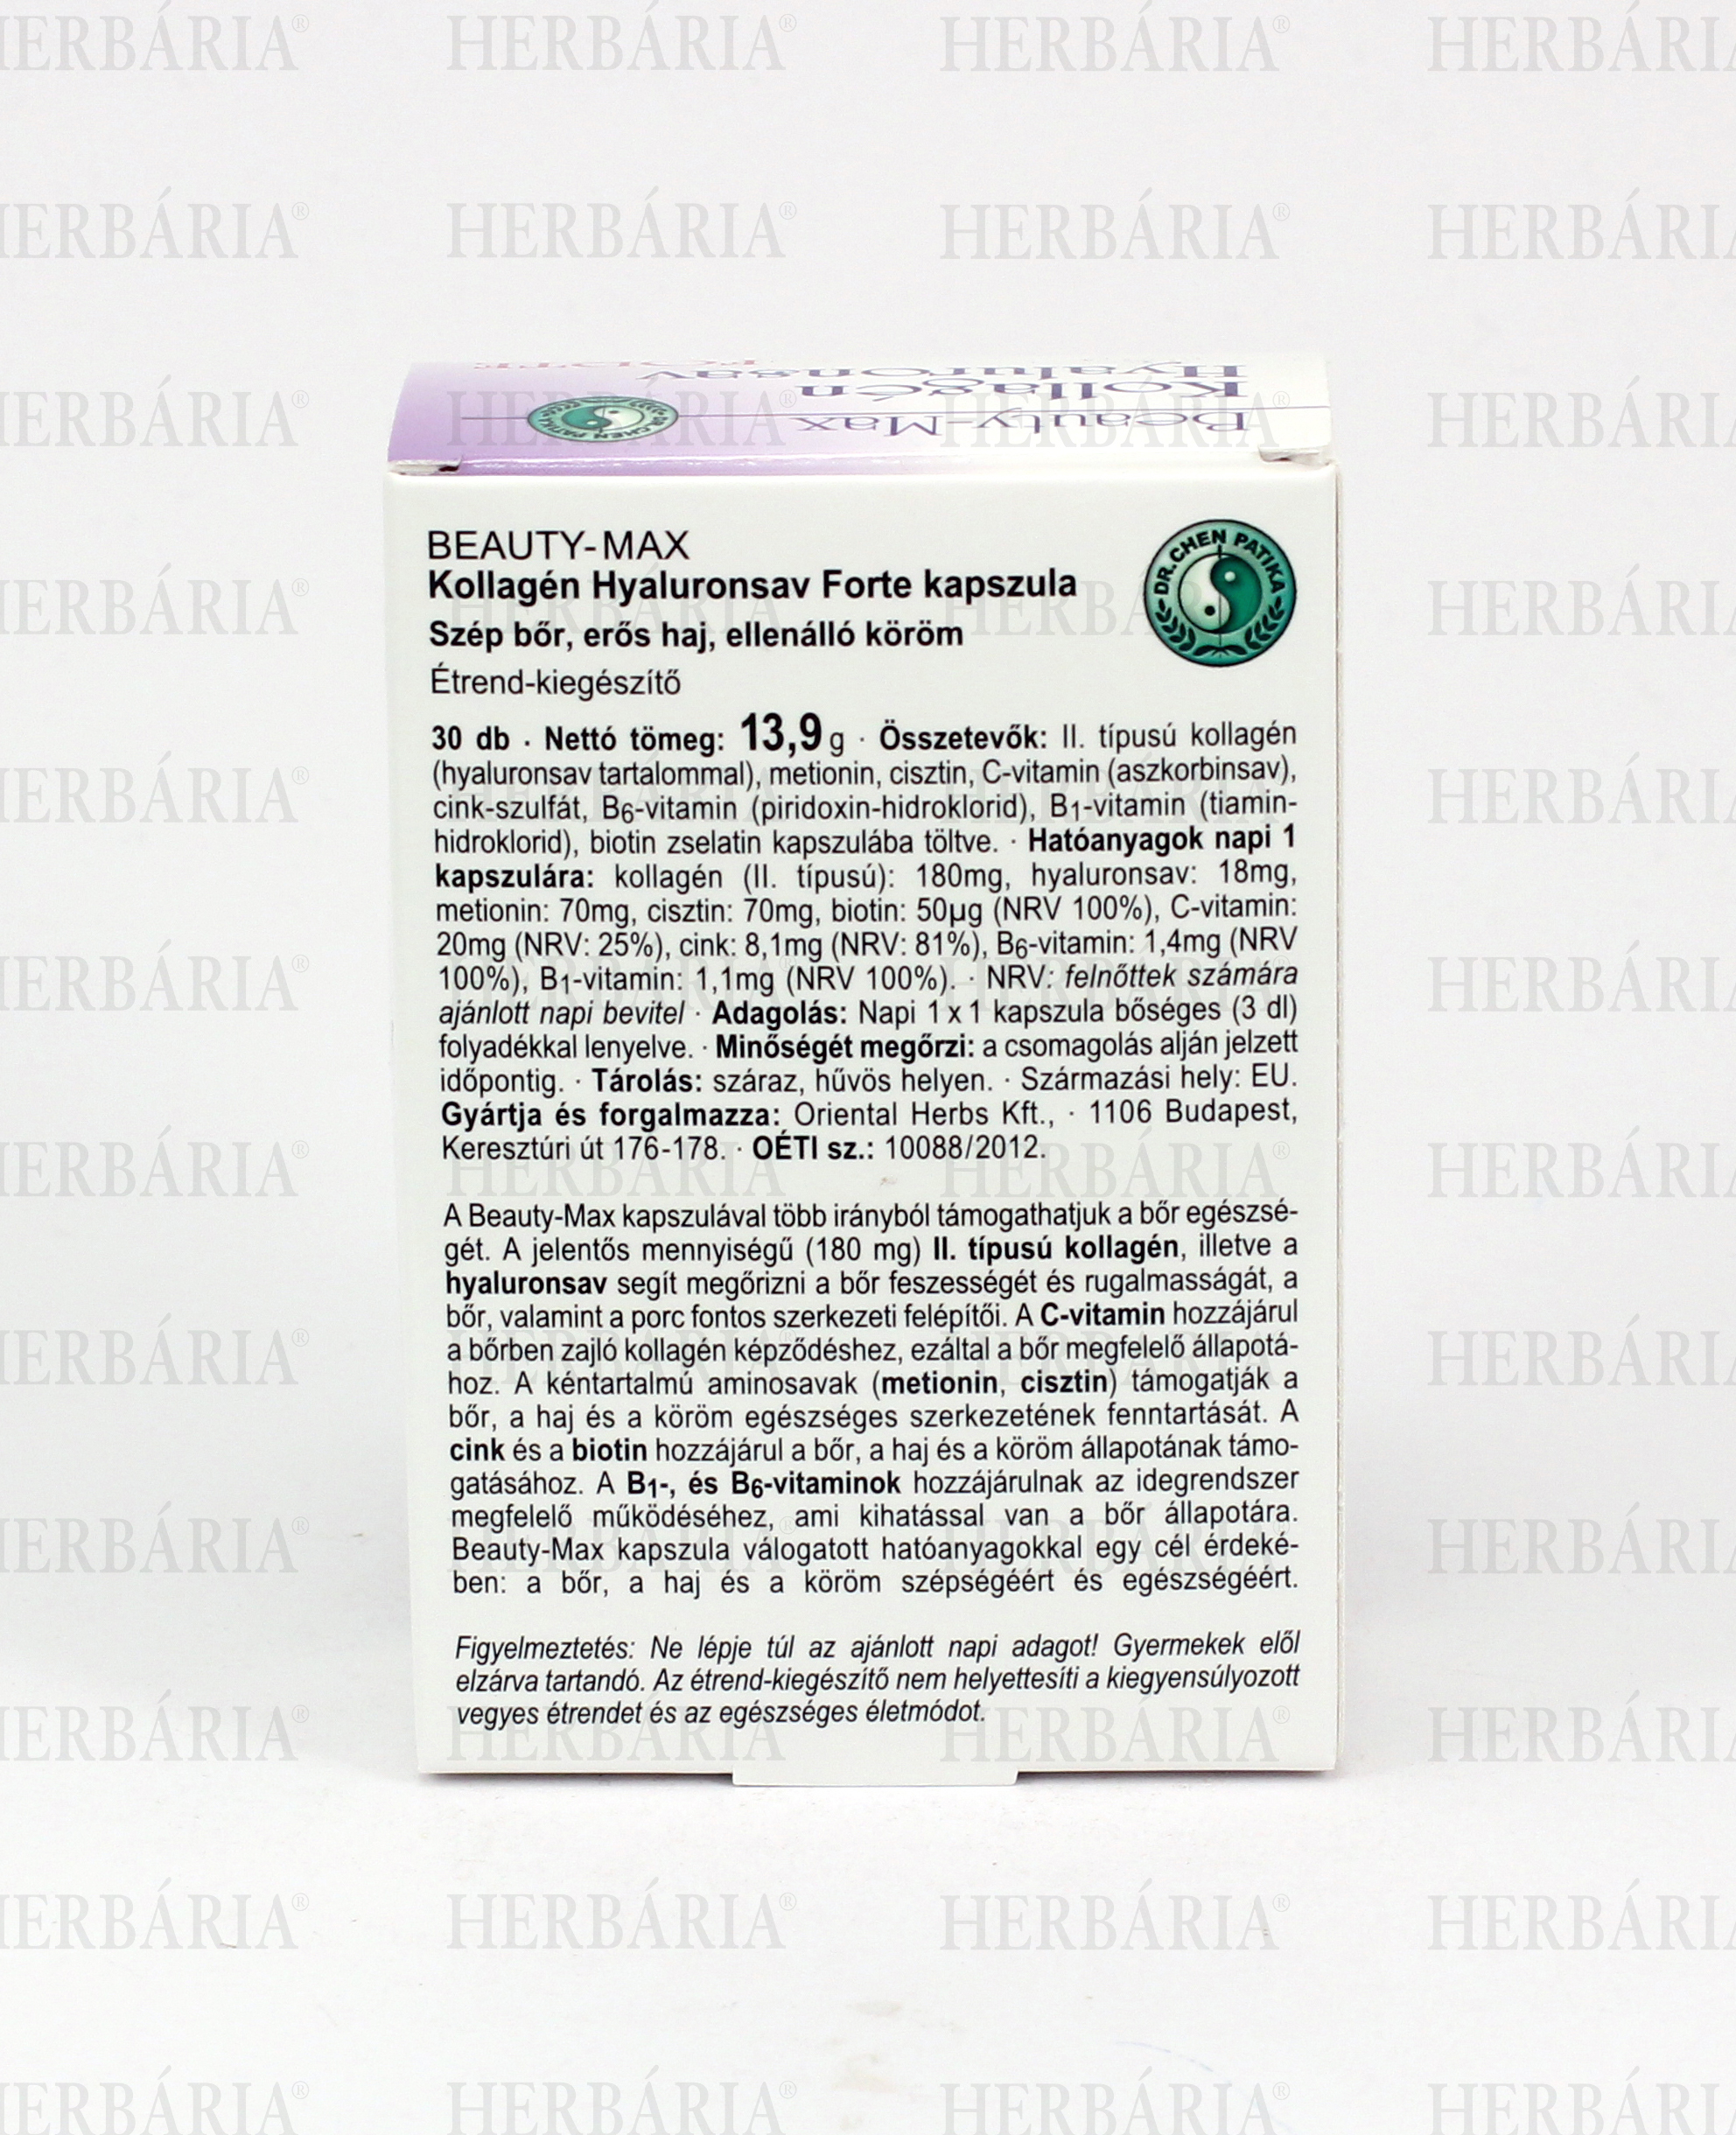 HERBÁRIA®
Beauty-Max
Kollagén
Hyaluronsav
DR.CHEN PATIKA
BEAUTY-MAX
Kollagén Hyaluronsav Forte kapszula
Szép bőr, erős haj, ellenálló köröm
Étrend-kiegészítő
DR.CHEN PATIKA
30 db · Nettó tömeg: 13,9 g · Összetevők: II. típusú kollagén
(hyaluronsav tartalommal), metionin, cisztin, C-vitamin (aszkorbinsav),
cink-szulfát, B6-vitamin (piridoxin-hidroklorid), B1-vitamin (tiamin-
hidroklorid), biotin zselatin kapszulába töltve. · Hatóanyagok napi 1
kapszulára: kollagén (II. típusú): 180mg, hyaluronsav: 18mg,
metionin: 70mg, cisztin: 70mg, biotin: 50µg (NRV 100%), C-vitamin:
20mg (NRV: 25%), cink: 8,1mg (NRV: 81%), B6-vitamin: 1,4mg (NRV
100%), B1-vitamin: 1,1mg (NRV 100%). · NRV: felnőttek számára
ajánlott napi bevitel · Adagolás: Napi 1 x 1 kapszula bőséges (3 dl)
folyadékkal lenyelve. · Minőségét megőrzi: a csomagolás alján jelzett
időpontig. · Tárolás: száraz, hűvös helyen. · Származási hely: EU.
Gyártja és forgalmazza: Oriental Herbs Kft., · 1106 Budapest,
Keresztúri út 176-178. · OÉTI sz.: 10088/2012.
A Beauty-Max kapszulával több irányból támogathatjuk a bőr egészsé-
gét. A jelentős mennyiségű (180 mg) II. típusú kollagén, illetve a
hyaluronsav segít megőrizni a bőr feszességét és rugalmasságát, a
bőr, valamint a porc fontos szerkezeti felépítői. A C-vitamin hozzájárul
a bőrben zajló kollagén képződéshez, ezáltal a bőr megfelelő állapotá-
hoz. A kéntartalmú aminosavak (metionin, cisztin) támogatják a
bőr, a haj és a köröm egészséges szerkezetének fenntartását. A
cink és a biotin hozzájárul a bőr, a haj és a köröm állapotának támo-
gatásához. A B1-, és B6-vitaminok hozzájárulnak az idegrendszer
megfelelő működéséhez, ami kihatással van a bőr állapotára.
Beauty-Max kapszula válogatott hatóanyagokkal egy cél érdeké-
ben: a bőr, a haj és a köröm szépségéért és egészségéért.
Figyelmeztetés: Ne lépje túl az ajánlott napi adagot! Gyermekek elől
elzárva tartandó. Az étrend-kiegészítő nem helyettesíti a kiegyensúlyozott
vegyes étrendet és az egészséges életmódot.